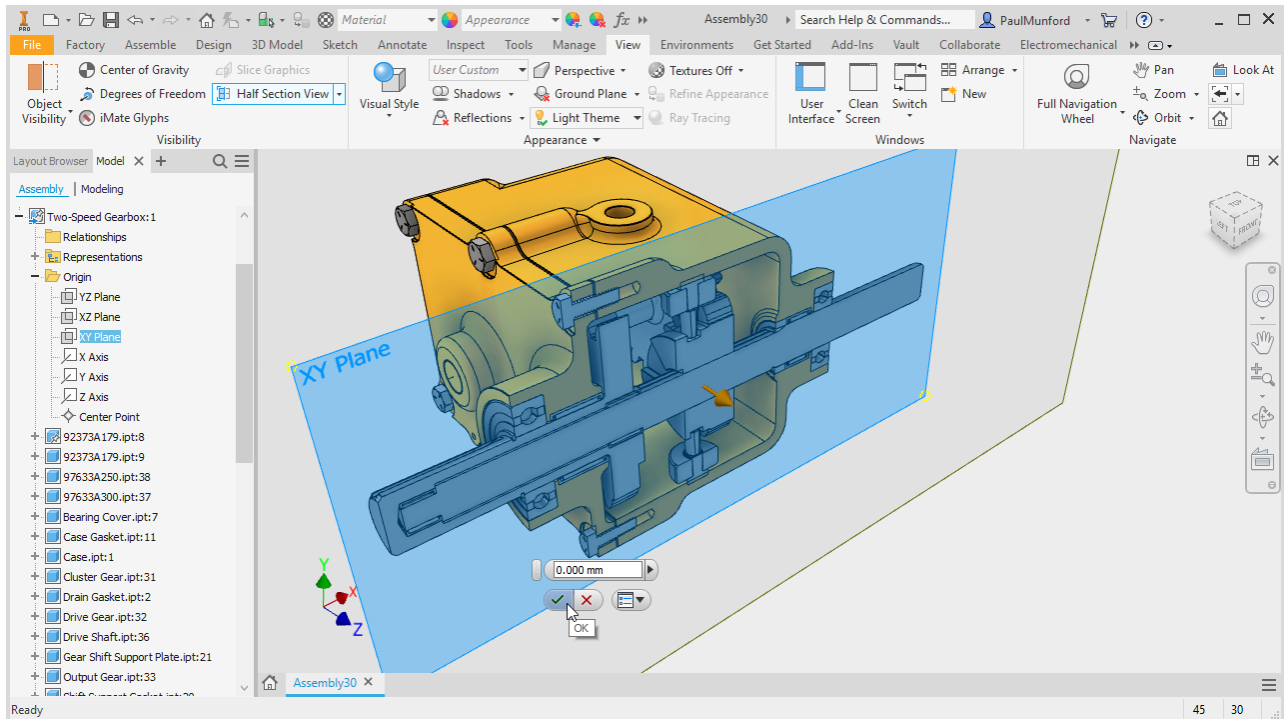 PRO
Material
Appearance
fx
Assembly30
Search Help & Commands...
PaulMunford
File
Factory
Assemble
Design
3D Model
Sketch
Annotate
Inspect
Tools
Manage
View
Environments
Get Started
Add-Ins
Vault
Collaborate
Electromechanical
Object
Visibility
Center of Gravity
Degrees of Freedom
iMate Glyphs
Slice Graphics
Half Section View
Visibility
Visual Style
User Custom
Shadows
Reflections
Perspective
Ground Plane
Light Theme
Textures Off
Refine Appearance
Ray Tracing
Appearance
User
Interface
Clean
Screen
Switch
Arrange
New
Windows
Full Navigation
Wheel
Pan
Zoom
Orbit
Look At
Navigate
Layout Browser
Model
Assembly
Modeling
Two-Speed Gearbox:1
Relationships
Representations
Origin
YZ Plane
XZ Plane
XY Plane
X Axis
Y Axis
Z Axis
Center Point
92373A179.ipt:8
92373A179.ipt:9
97633A250.ipt:38
97633A300.ipt:37
Bearing Cover.ipt:7
Case Gasket.ipt:11
Case.ipt:1
Cluster Gear.ipt:31
Drain Gasket.ipt:2
Drive Gear.ipt:32
Drive Shaft.ipt:36
Gear Shift Support Plate.ipt:21
Output Gear.ipt:33
XY Plane
TOP
LEFT
FRONT
Y
X
Z
0.000 mm
OK
Assembly30
Ready
45
30